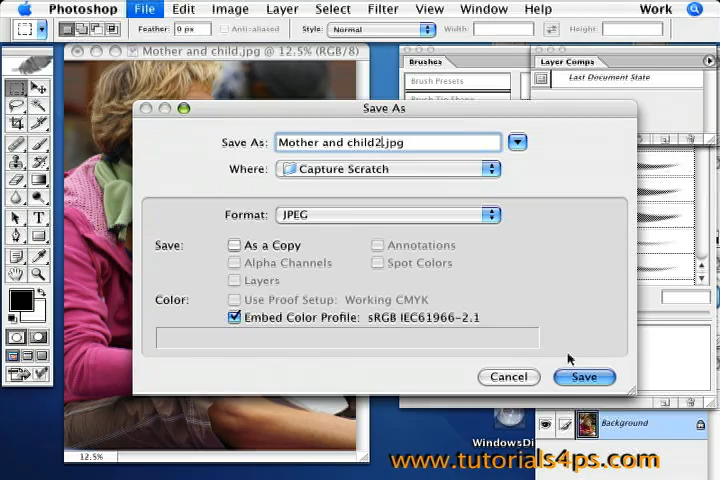 Photoshop File Edit Image Layer Select Filter View Window Help Work
Feather: 0 px Anti-aliased Style: Normal Width: Height:
Mother and child.jpg @ 12.5% (RGB/8)
Brushes
Layer Comps
Brush Presets
Last Document State
Brush Tip Shape
Save As
Save As: Mother and child2.jpg
Where: Capture Scratch
Format: JPEG
Save: As a Copy Annotations
Alpha Channels Spot Colors
Layers
Color: Use Proof Setup: Working CMYK
Embed Color Profile: sRGB IEC61966-2.1
Cancel Save
Background
WindowsDi
12.5%
www.tutorials4ps.com